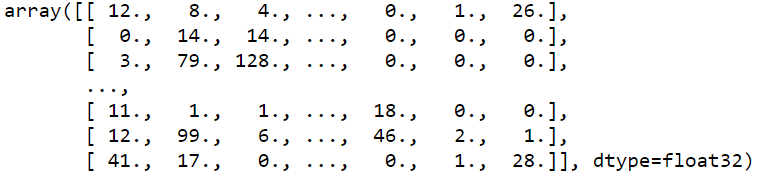 array([[ 12.,   8.,   4., ...,   0.,   1.,  26.],
       [  0.,  14.,  14., ...,   0.,   0.,   0.],
       [  3.,  79., 128., ...,   0.,   0.,   0.],
       ...,
       [ 11.,   1.,   1., ...,  18.,   0.,   0.],
       [ 12.,  99.,   6., ...,  46.,   2.,   1.],
       [ 41.,  17.,   0., ...,   0.,   1.,  28.]], dtype=float32)